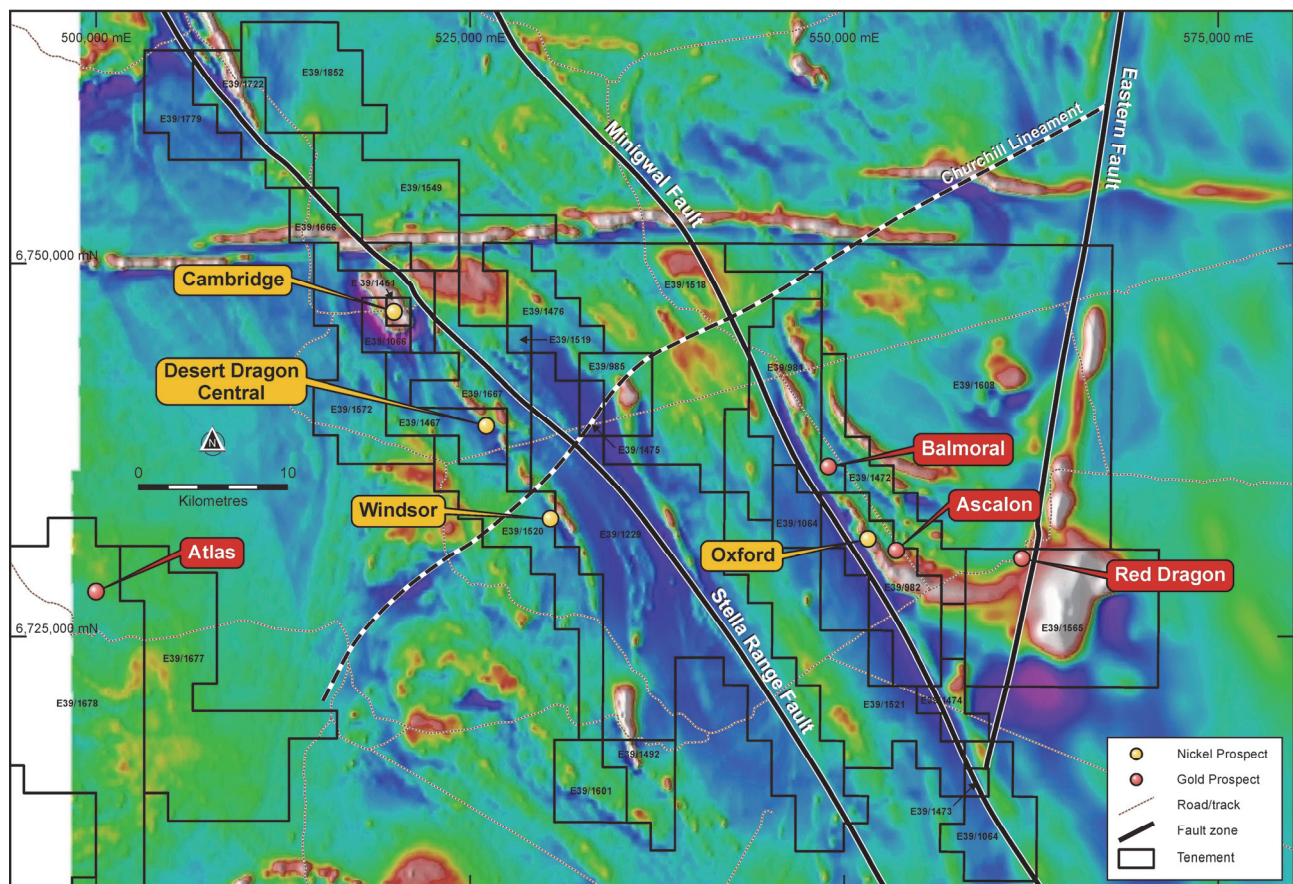 500,000 mE
525,000 mE
550,000 mE
575,000 mE
E39/1852
E39/1722
E39/1779
Eastern Fault
Minigwal Fault
Churchill Lineament
E39/1549
E39/1666
6,750,000 mN
Cambridge
E39/1451
E39/1518
E39/1476
E39/1066
E39/1519
Desert Dragon
Central
E39/985
E39/981
E39/1608
E39/1667
E39/1572
E39/1467
N
E39/1475
Balmoral
E39/1472
0
10
Kilometres
Windsor
Ascalon
E39/1520
E39/1229
E39/1064
Oxford
Atlas
Red Dragon
E39/982
Stella Range Fault
6,725,000 mN
E39/1565
E39/1677
E39/1678
E39/1521
E39/1474
E39/1492
E39/1601
E39/1473
E39/1064
Nickel Prospect
Gold Prospect
Road/track
Fault zone
Tenement